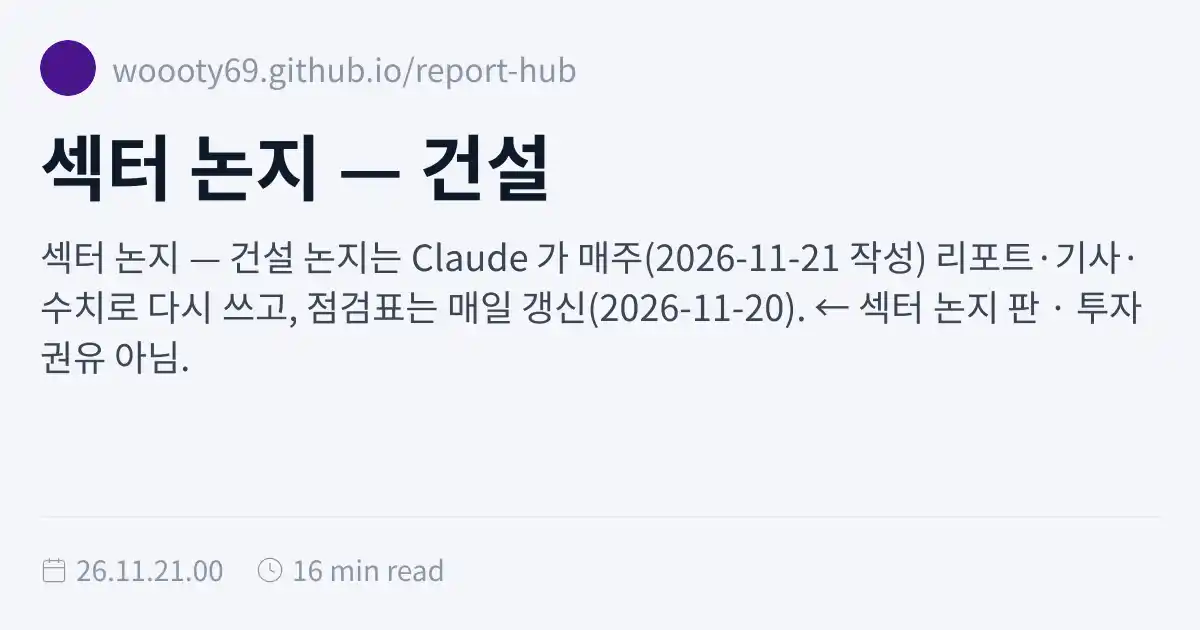 woooty69.github.io/report-hub
섹터 논지 — 건설
섹터 논지 — 건설 논지는 Claude 가 매주(2026-11-21 작성) 리포트·기사·
수치로 다시 쓰고, 점검표는 매일 갱신(2026-11-20). ← 섹터 논지 판 · 투자
권유 아님.
26.11.21.00
16 min read